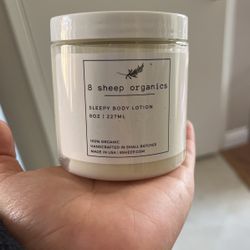 8 sheep organics
SLEEPY BODY LOTION
8OZ | 227ML
100% ORGANIC
HANDCRAFTED IN SMALL BATCHES
MADE IN USA | 8SHEEP.COM